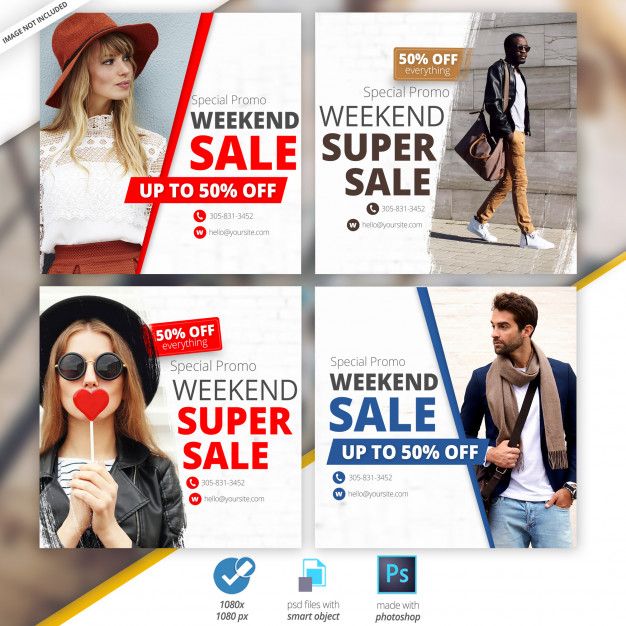 IMAGE NOT INCLUDED
Special Promo
WEEKEND
SALE
UP TO 50% OFF
305-831-3452
hello@yoursite.com
50% OFF
everything
Special Promo
WEEKEND
SUPER
SALE
305-831-3452
hello@yoursite.com
50% OFF
everything
Special Promo
WEEKEND
SUPER
SALE
305-831-3452
hello@yoursite.com
Special Promo
WEEKEND
SALE
UP TO 50% OFF
305-831-3452
hello@yoursite.com
1080x
1080 px
psd files with
smart object
Ps
made with
photoshop